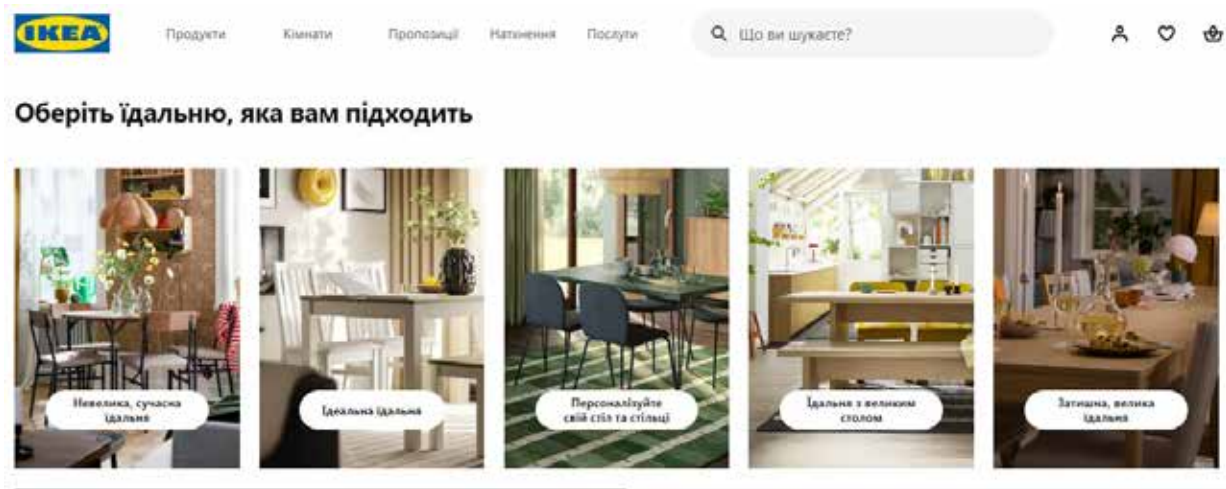 IKEA
Продукти Кімнати Пропозиції Натхнення Послуги Що ви шукаєте?
Оберіть їдальню, яка вам підходить
Невелика, сучасна
їдальня
Ідеальна їдальня
Персоналізуйте
свій стіл та стільці
Їдальня з великим
столом
Затишна, велика
їдальня